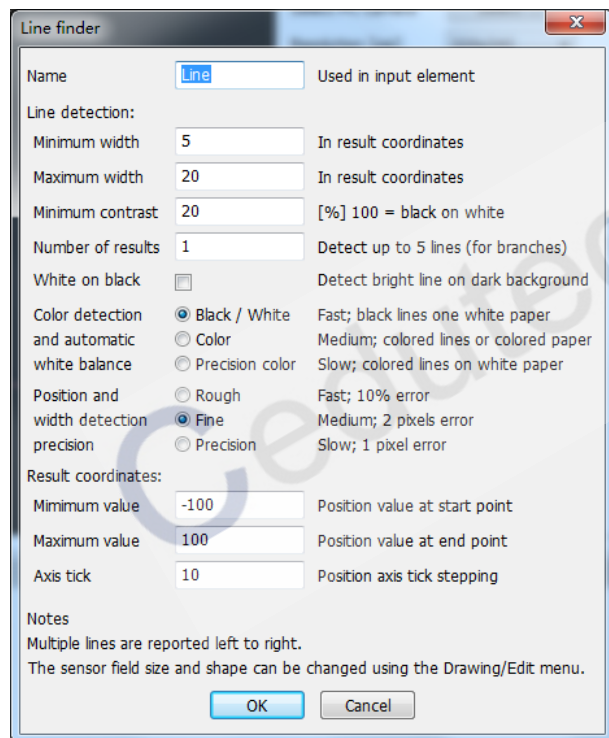 Line finder
Name Line Used in input element
Line detection:
Minimum width 5 In result coordinates
Maximum width 20 In result coordinates
Minimum contrast 20 [%] 100 = black on white
Number of results 1 Detect up to 5 lines (for branches)
White on black Detect bright line on dark background
Color detection Black / White Fast; black lines one white paper
and automatic Color Medium; colored lines or colored paper
white balance Precision color Slow; colored lines on white paper
Position and Rough Fast; 10% error
width detection Fine Medium; 2 pixels error
precision Precision Slow; 1 pixel error
Result coordinates:
Mimimum value -100 Position value at start point
Maximum value 100 Position value at end point
Axis tick 10 Position axis tick stepping
Notes
Multiple lines are reported left to right.
The sensor field size and shape can be changed using the Drawing/Edit menu.
OK Cancel